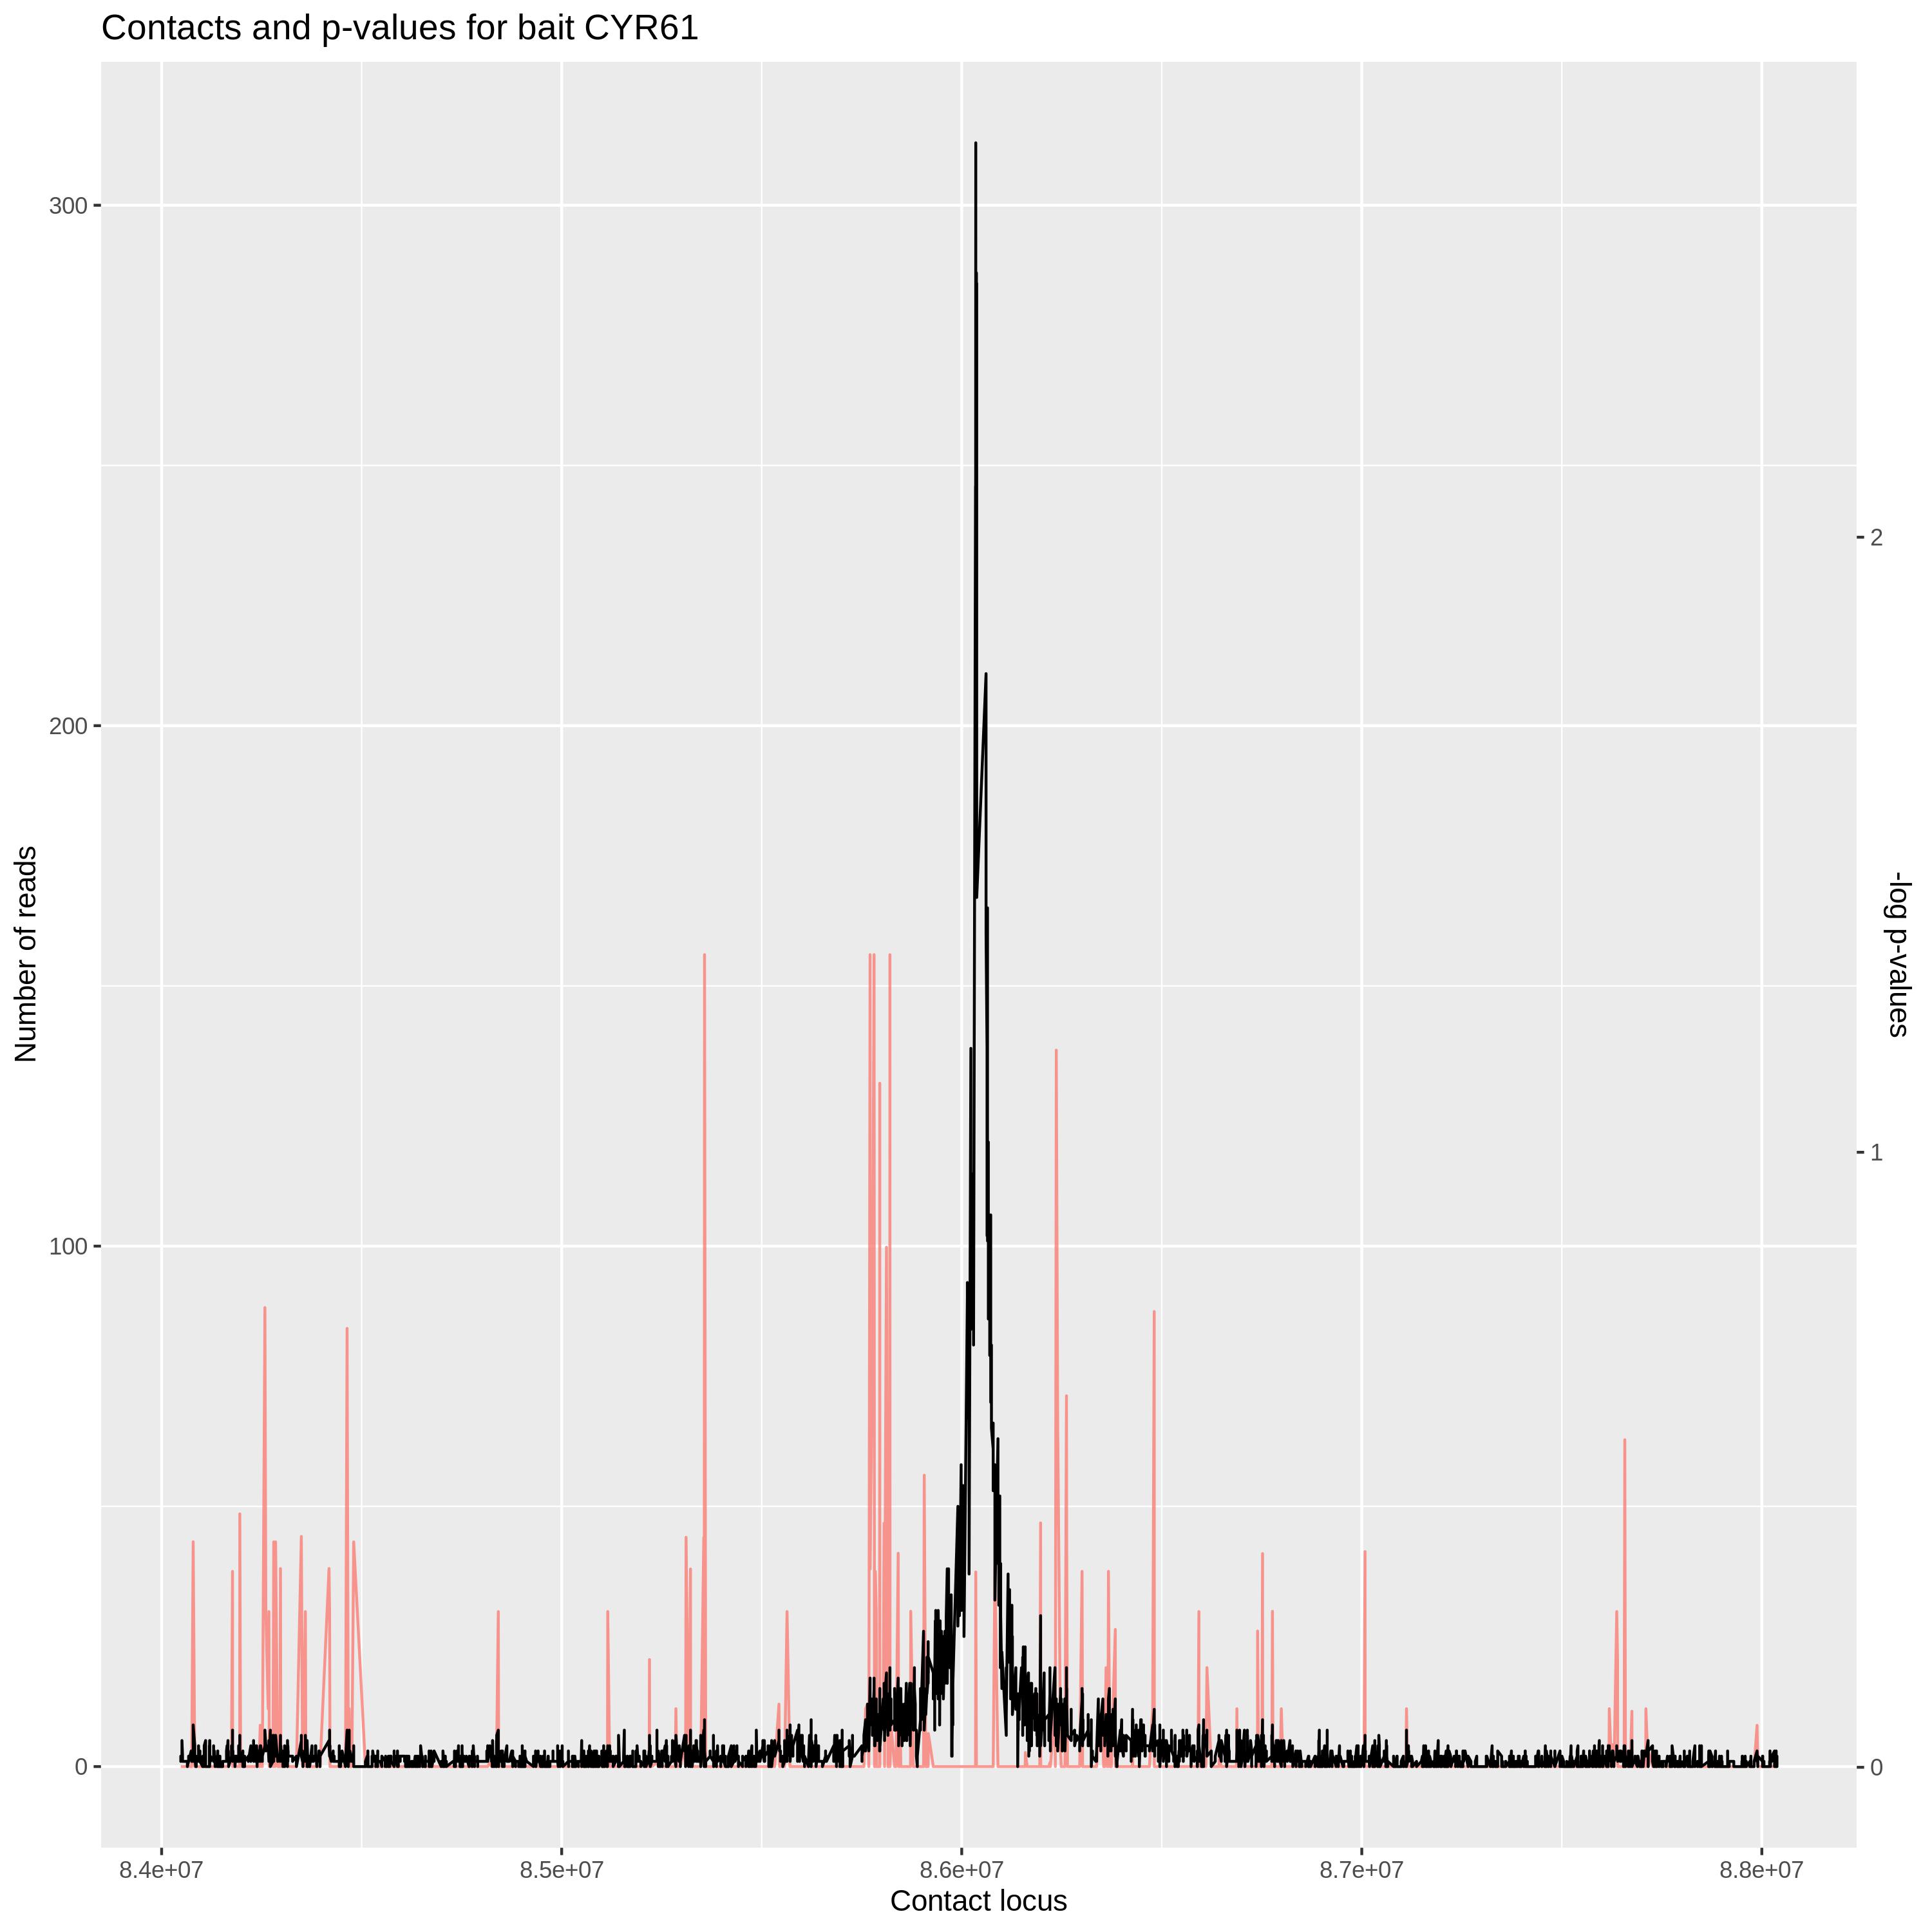 Contacts and p-values for bait CYR61
300
200
100
0
Number of reads
2
1
0
-log p-values
8.4e+07 8.5e+07 8.6e+07 8.7e+07 8.8e+07
Contact locus